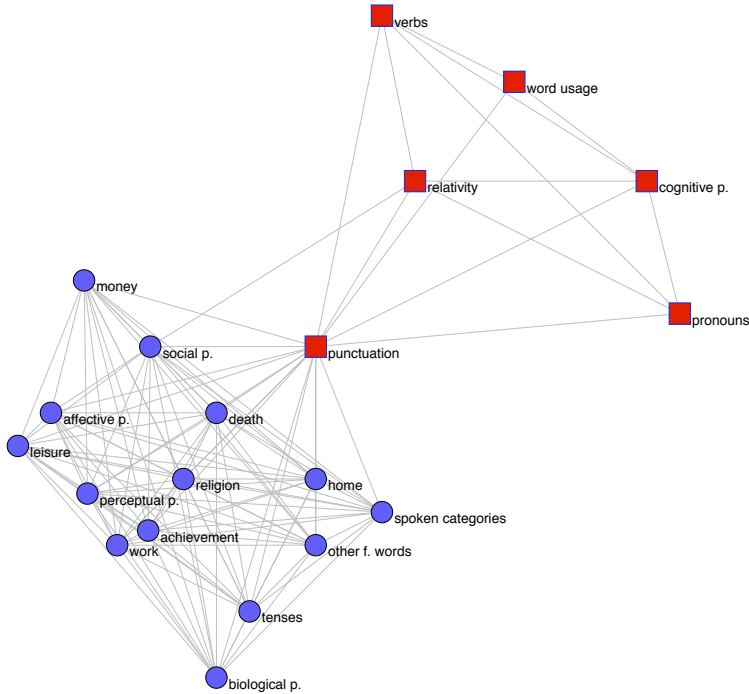 verbs
word usage
relativity
cognitive p.
money
pronouns
social p.
punctuation
affective p.
death
leisure
religion
home
perceptual p.
spoken categories
achievement
work
other f. words
tenses
biological p.